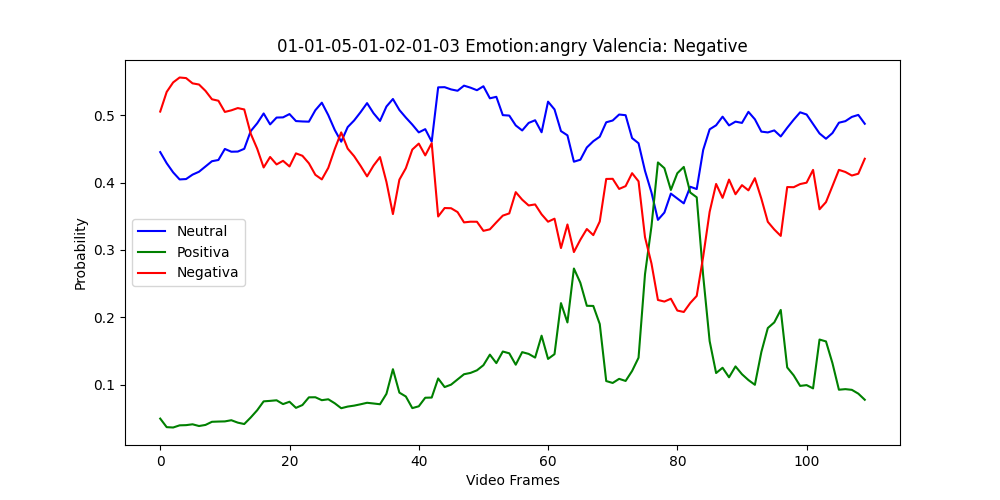 01-01-05-01-02-01-03 Emotion:angry Valencia: Negative
Probability
0.5
0.4
0.3
0.2
0.1
Neutral
Positiva
Negativa
0 20 40 60 80 100
Video Frames